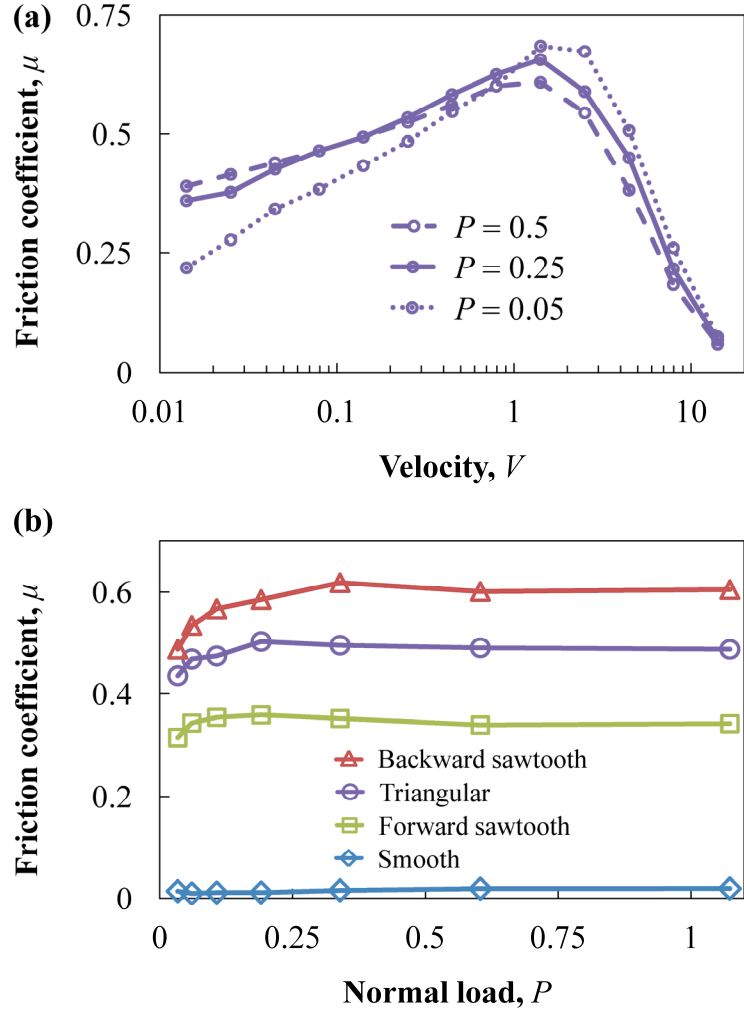 (a)
0.75
0.5
0.25
0
Friction coefficient, μ
P = 0.5
P = 0.25
P = 0.05
0.01
0.1
1
10
Velocity, V
(b)
0.6
0.4
0.2
0
Friction coefficient, μ
Backward sawtooth
Triangular
Forward sawtooth
Smooth
0
0.25
0.5
0.75
1
Normal load, P